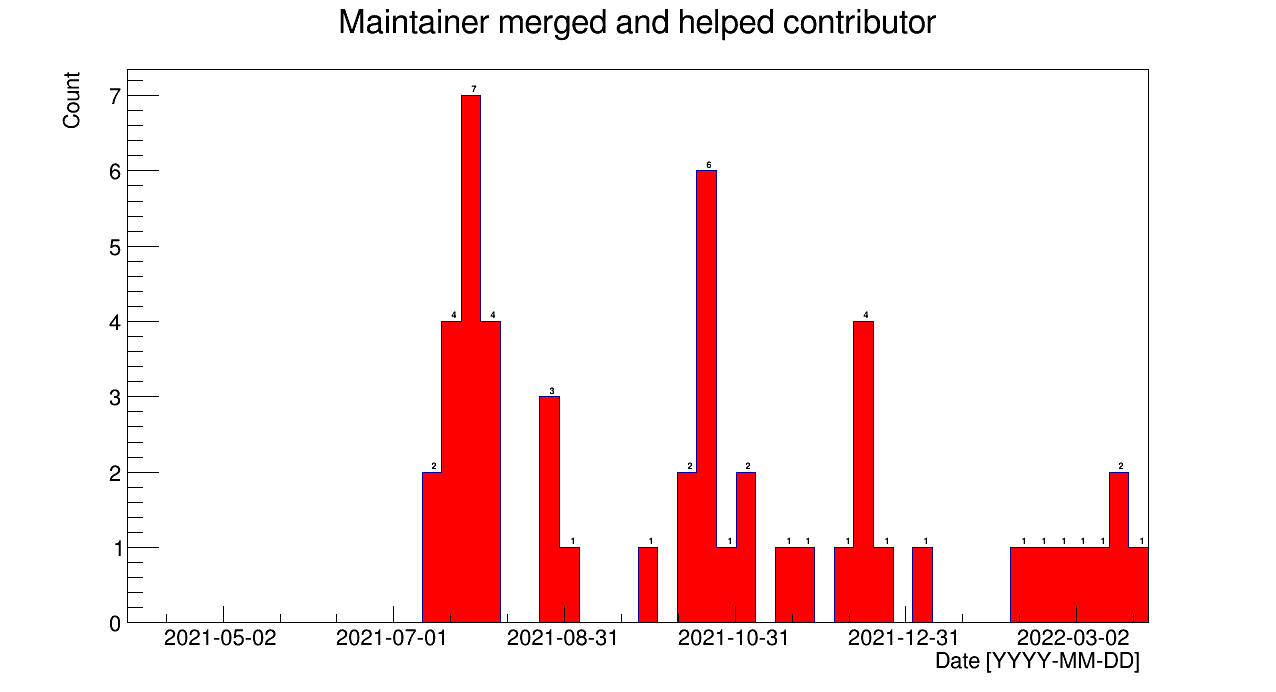 Maintainer merged and helped contributor
Count
7
6
5
4
3
2
1
0
7
6
4 4 4
3
2 2 2 2
1 1 1 1 1 1 1 1 1 1 1 1 1 1 1
2021-05-02 2021-07-01 2021-08-31 2021-10-31 2021-12-31 2022-03-02
Date [YYYY-MM-DD]